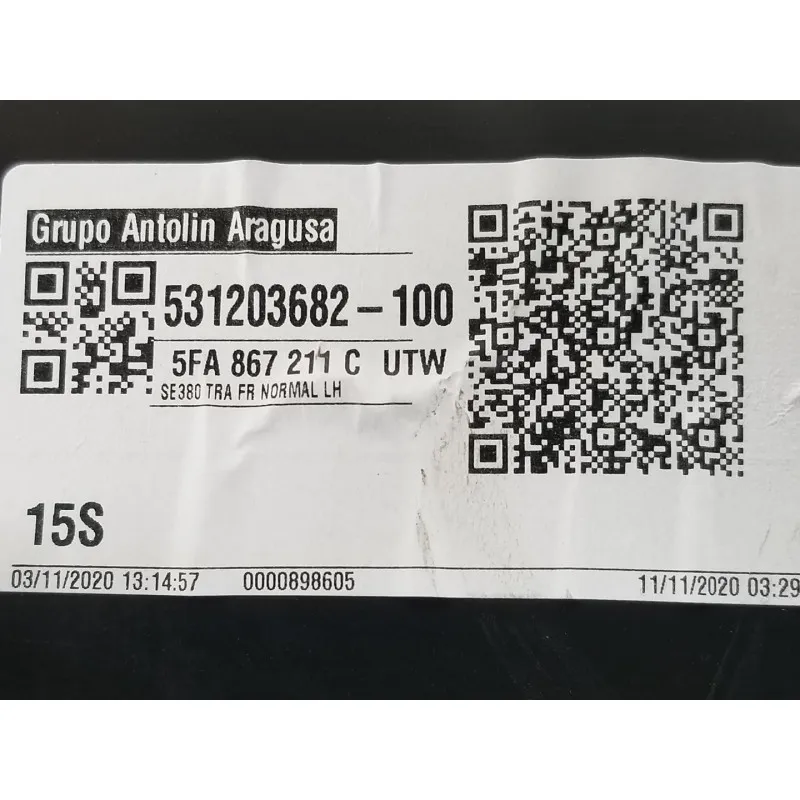 Grupo Antolin Aragusa
531203682-100
5FA 867 211 C UTW
SE380 TRA FR NORMAL LH
15S
03/11/2020 13:14:57 0000898605 11/11/2020 03:29